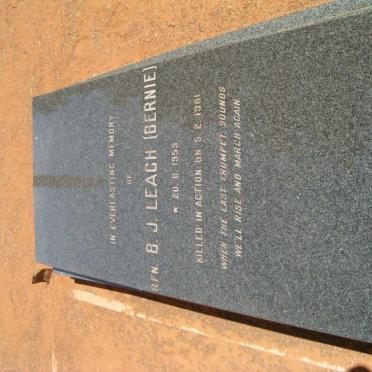 IN EVERLASTING MEMORY
OF
RFN. B J LEACH (BERNIE)
★ 20. 6. 1959
KILLED IN ACTION ON 5. 2. 1981
WHEN THE LAST TRUMPET SOUNDS
WE'LL RISE AND MARCH AGAIN